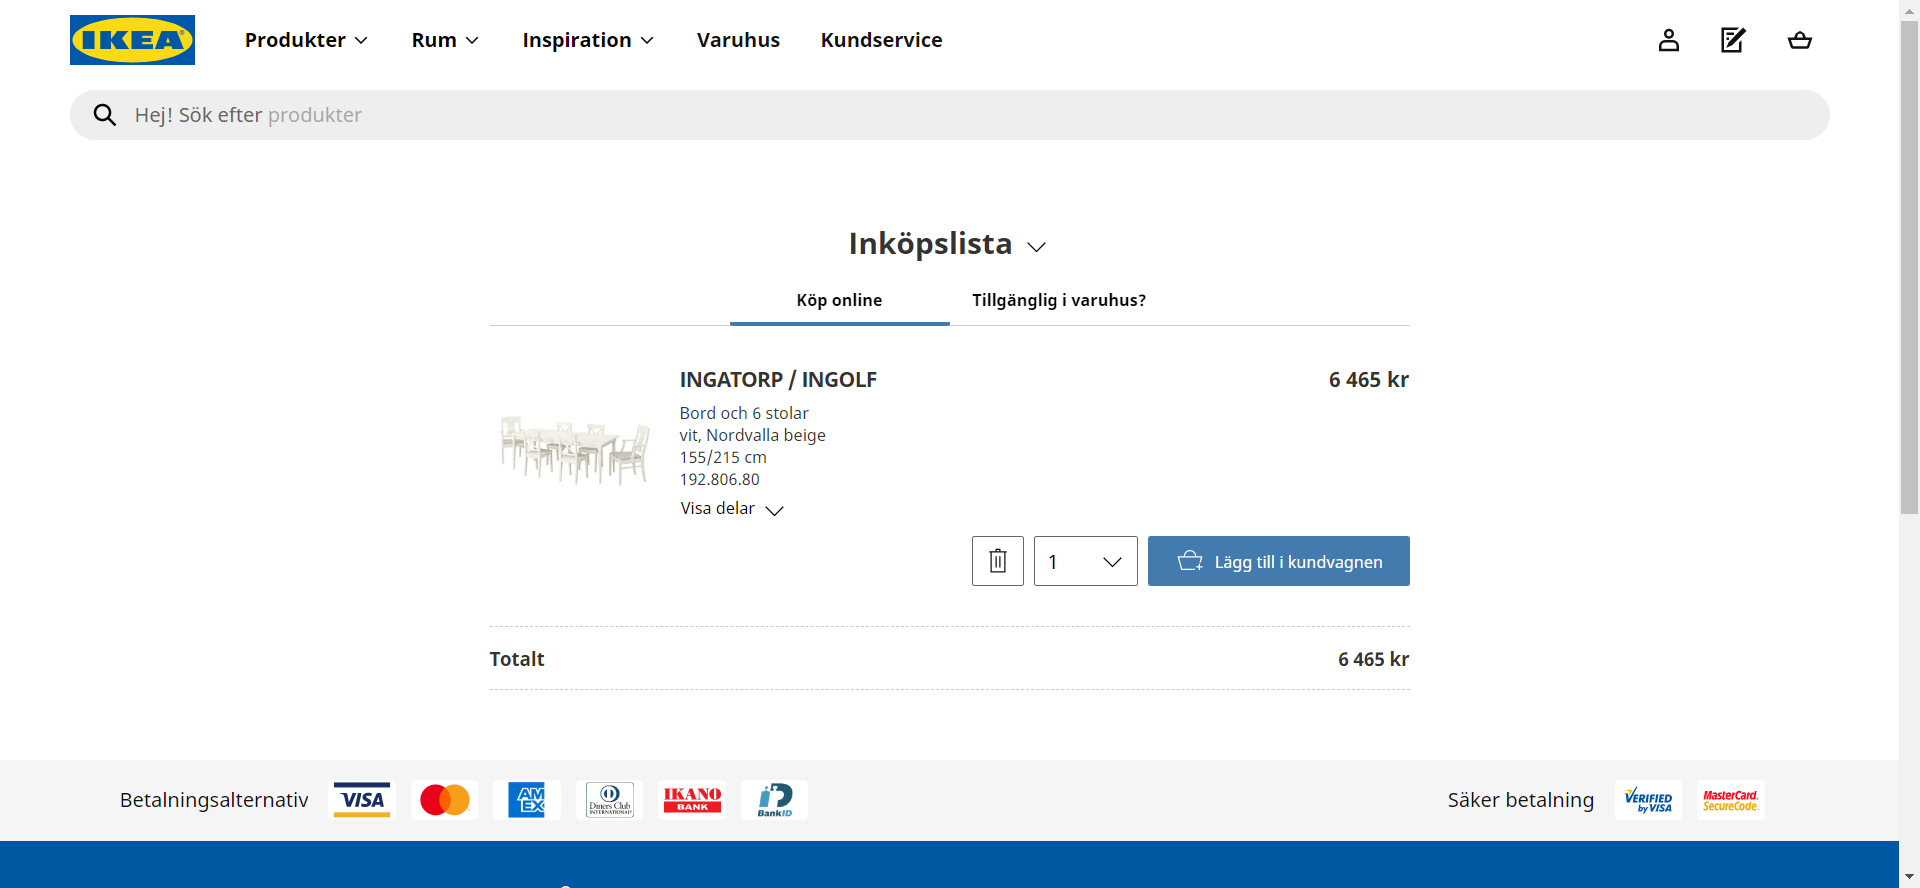 IKEA
Produkter
Rum
Inspiration
Varuhus
Kundservice
Hej! Sök efter produkter
Inköpslista
Köp online
Tillgänglig i varuhus?
INGATORP / INGOLF
6 465 kr
Bord och 6 stolar
vit, Nordvalla beige
155/215 cm
192.806.80
Visa delar
1
Lägg till i kundvagnen
Totalt
6 465 kr
Betalningsalternativ
VISA
AM
EX
Diners Club
INTERNATIONAL
IKANO
BANK
BankID
Säker betalning
VERIFIED
by VISA
MasterCard.
SecureCode.